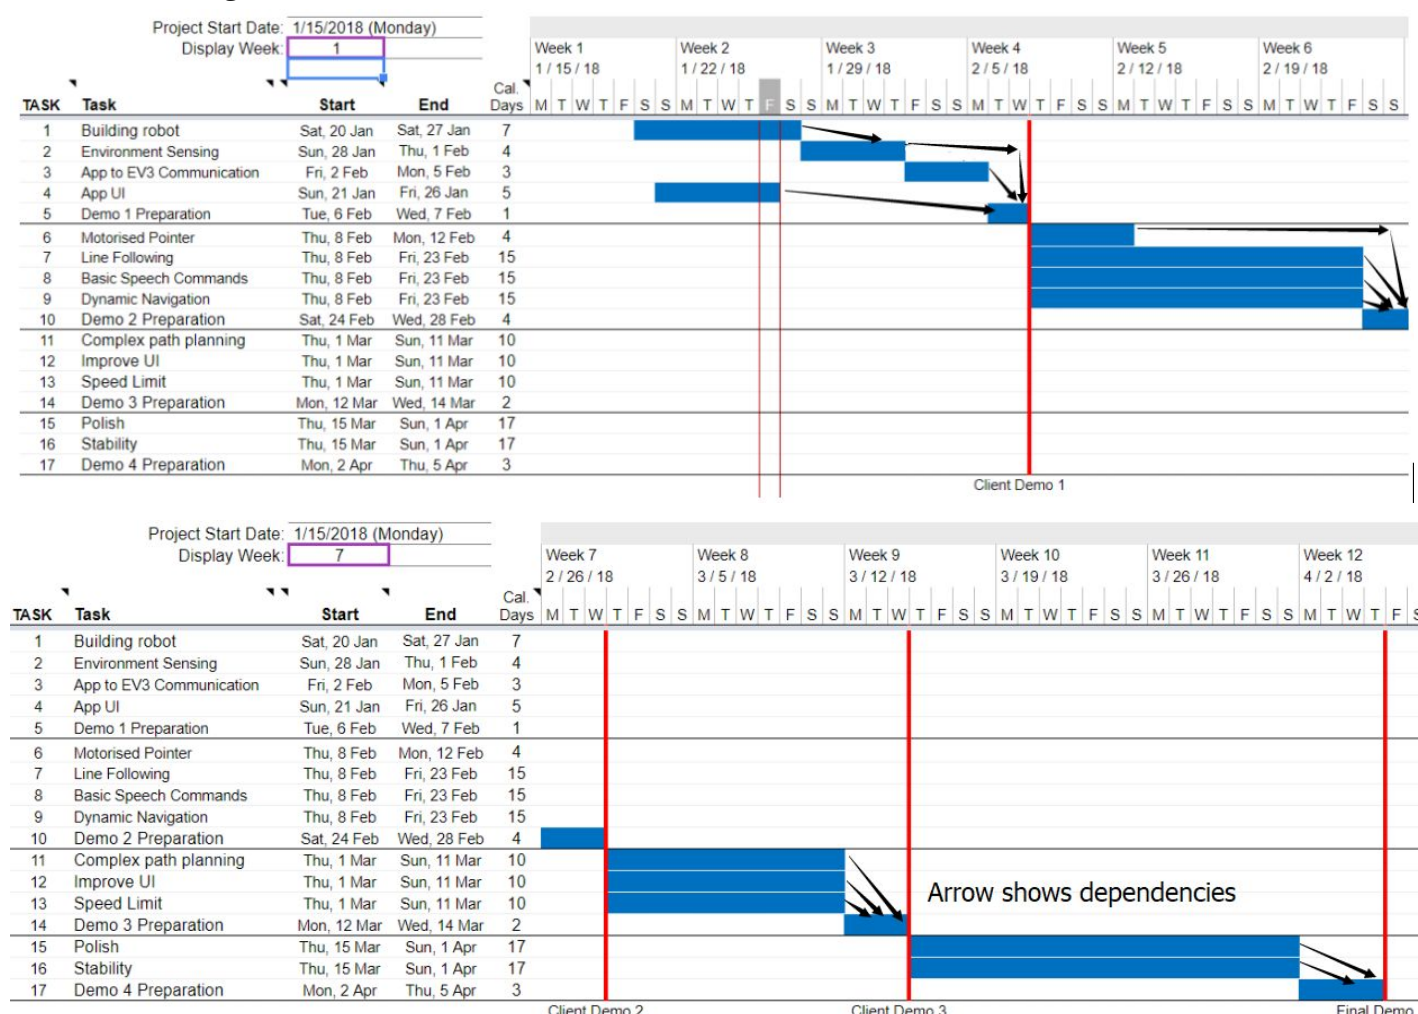 Project Start Date: 1/15/2018 (Monday)
Display Week: 1
Week 1 Week 2 Week 3 Week 4 Week 5 Week 6
1 / 15 / 18 1 / 22 / 18 1 / 29 / 18 2 / 5 / 18 2 / 12 / 18 2 / 19 / 18
TASK Task Start End Cal. Days M T W T F S S M T W T F S S M T W T F S S M T W T F S S M T W T F S S M T W T F S S
1 Building robot Sat, 20 Jan Sat, 27 Jan 7
2 Environment Sensing Sun, 28 Jan Thu, 1 Feb 4
3 App to EV3 Communication Fri, 2 Feb Mon, 5 Feb 3
4 App UI Sun, 21 Jan Fri, 26 Jan 5
5 Demo 1 Preparation Tue, 6 Feb Wed, 7 Feb 1
6 Motorised Pointer Thu, 8 Feb Mon, 12 Feb 4
7 Line Following Thu, 8 Feb Fri, 23 Feb 15
8 Basic Speech Commands Thu, 8 Feb Fri, 23 Feb 15
9 Dynamic Navigation Thu, 8 Feb Fri, 23 Feb 15
10 Demo 2 Preparation Sat, 24 Feb Wed, 28 Feb 4
11 Complex path planning Thu, 1 Mar Sun, 11 Mar 10
12 Improve UI Thu, 1 Mar Sun, 11 Mar 10
13 Speed Limit Thu, 1 Mar Sun, 11 Mar 10
14 Demo 3 Preparation Mon, 12 Mar Wed, 14 Mar 2
15 Polish Thu, 15 Mar Sun, 1 Apr 17
16 Stability Thu, 15 Mar Sun, 1 Apr 17
17 Demo 4 Preparation Mon, 2 Apr Thu, 5 Apr 3
Client Demo 1
Project Start Date: 1/15/2018 (Monday)
Display Week: 7
Week 7 Week 8 Week 9 Week 10 Week 11 Week 12
2 / 26 / 18 3 / 5 / 18 3 / 12 / 18 3 / 19 / 18 3 / 26 / 18 4 / 2 / 18
TASK Task Start End Cal. Days M T W T F S S M T W T F S S M T W T F S S M T W T F S S M T W T F S S M T W T F S
1 Building robot Sat, 20 Jan Sat, 27 Jan 7
2 Environment Sensing Sun, 28 Jan Thu, 1 Feb 4
3 App to EV3 Communication Fri, 2 Feb Mon, 5 Feb 3
4 App UI Sun, 21 Jan Fri, 26 Jan 5
5 Demo 1 Preparation Tue, 6 Feb Wed, 7 Feb 1
6 Motorised Pointer Thu, 8 Feb Mon, 12 Feb 4
7 Line Following Thu, 8 Feb Fri, 23 Feb 15
8 Basic Speech Commands Thu, 8 Feb Fri, 23 Feb 15
9 Dynamic Navigation Thu, 8 Feb Fri, 23 Feb 15
10 Demo 2 Preparation Sat, 24 Feb Wed, 28 Feb 4
11 Complex path planning Thu, 1 Mar Sun, 11 Mar 10
12 Improve UI Thu, 1 Mar Sun, 11 Mar 10
13 Speed Limit Thu, 1 Mar Sun, 11 Mar 10
Arrow shows dependencies
14 Demo 3 Preparation Mon, 12 Mar Wed, 14 Mar 2
15 Polish Thu, 15 Mar Sun, 1 Apr 17
16 Stability Thu, 15 Mar Sun, 1 Apr 17
17 Demo 4 Preparation Mon, 2 Apr Thu, 5 Apr 3
Client Demo 2 Client Demo 3 Final Demo